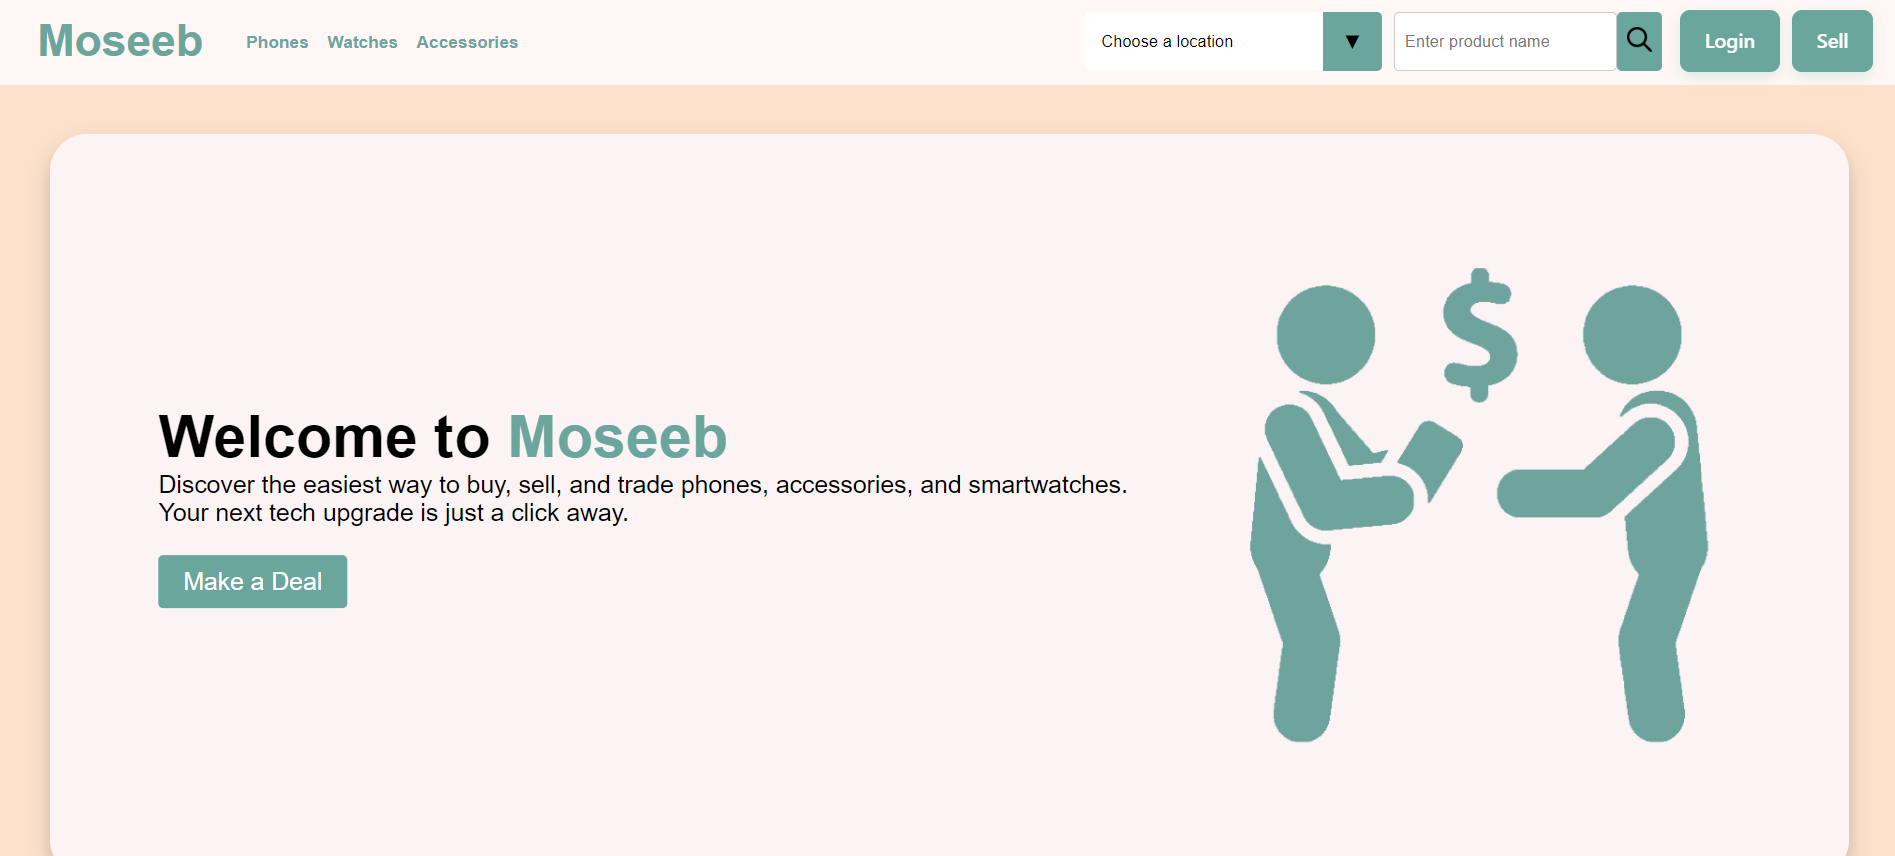 Moseeb
Phones Watches Accessories
Choose a location ▼
Enter product name
Login
Sell
$
Welcome to Moseeb
Discover the easiest way to buy, sell, and trade phones, accessories, and smartwatches.
Your next tech upgrade is just a click away.
Make a Deal